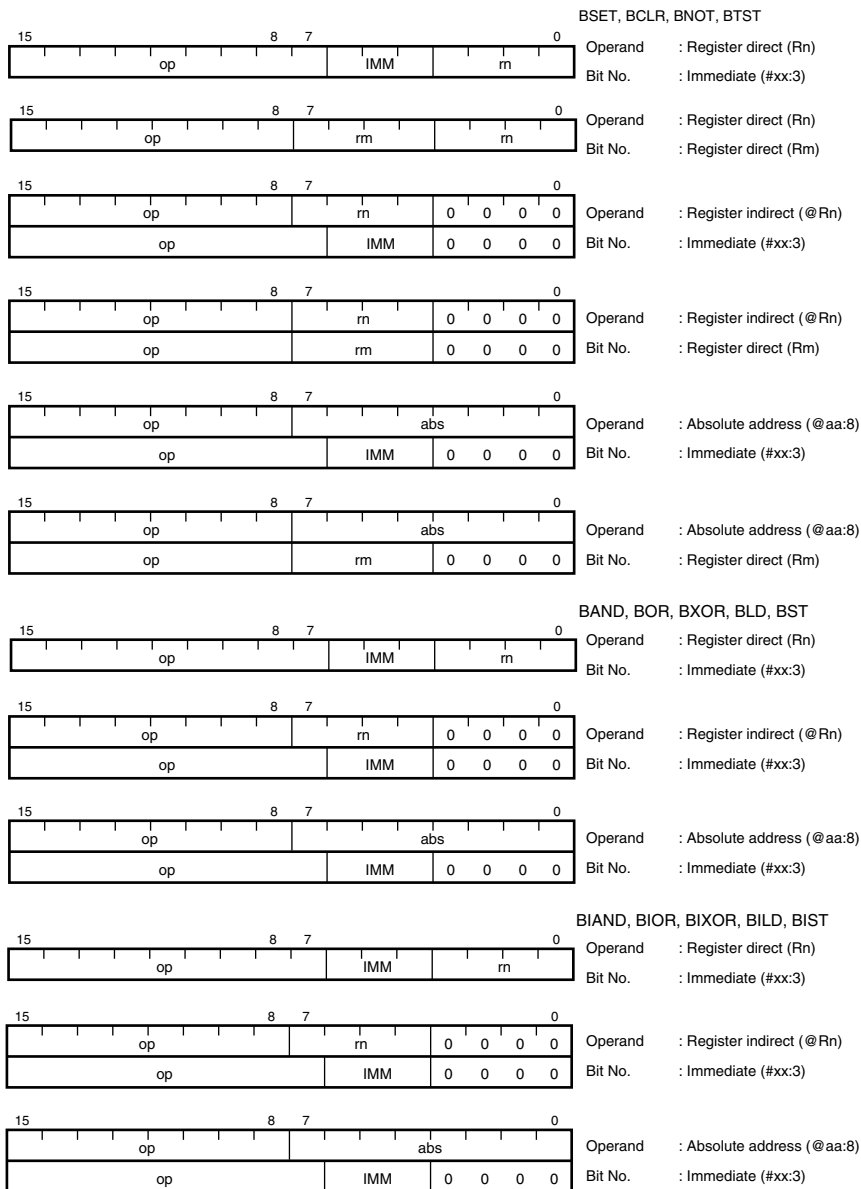 BSET, BCLR, BNOT, BTST
15 8 7 0
op IMM rn
Operand : Register direct (Rn)
Bit No. : Immediate (#xx:3)
15 8 7 0
op rm rn
Operand : Register direct (Rn)
Bit No. : Register direct (Rm)
15 8 7 0
op rn 0 0 0 0 Operand : Register indirect (@Rn)
op IMM 0 0 0 0 Bit No. : Immediate (#xx:3)
15 8 7 0
op rn 0 0 0 0 Operand : Register indirect (@Rn)
op rm 0 0 0 0 Bit No. : Register direct (Rm)
15 8 7 0
op abs Operand : Absolute address (@aa:8)
op IMM 0 0 0 0 Bit No. : Immediate (#xx:3)
15 8 7 0
op abs Operand : Absolute address (@aa:8)
op rm 0 0 0 0 Bit No. : Register direct (Rm)
BAND, BOR, BXOR, BLD, BST
15 8 7 0
op IMM rn
Operand : Register direct (Rn)
Bit No. : Immediate (#xx:3)
15 8 7 0
op rn 0 0 0 0 Operand : Register indirect (@Rn)
op IMM 0 0 0 0 Bit No. : Immediate (#xx:3)
15 8 7 0
op abs Operand : Absolute address (@aa:8)
op IMM 0 0 0 0 Bit No. : Immediate (#xx:3)
BIAND, BIOR, BIXOR, BILD, BIST
15 8 7 0
op IMM rn
Operand : Register direct (Rn)
Bit No. : Immediate (#xx:3)
15 8 7 0
op rn 0 0 0 0 Operand : Register indirect (@Rn)
op IMM 0 0 0 0 Bit No. : Immediate (#xx:3)
15 8 7 0
op abs Operand : Absolute address (@aa:8)
op IMM 0 0 0 0 Bit No. : Immediate (#xx:3)